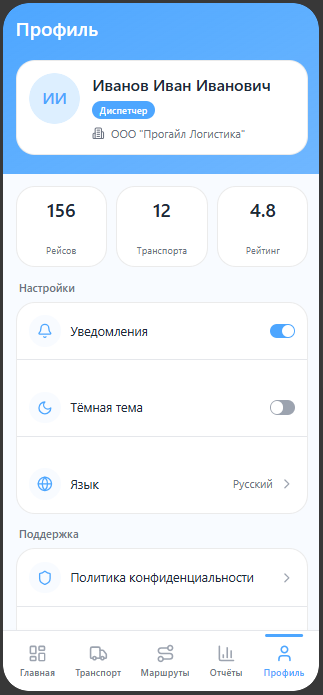 Профиль
ИИ
Иванов Иван Иванович
Диспетчер
ООО "Прогайл Логистика"
156
12
4.8
Рейсов
Транспорта
Рейтинг
Настройки
Уведомления
Тёмная тема
Язык
Русский
Поддержка
Политика конфиденциальности
Главная
Транспорт
Маршруты
Отчёты
Профиль